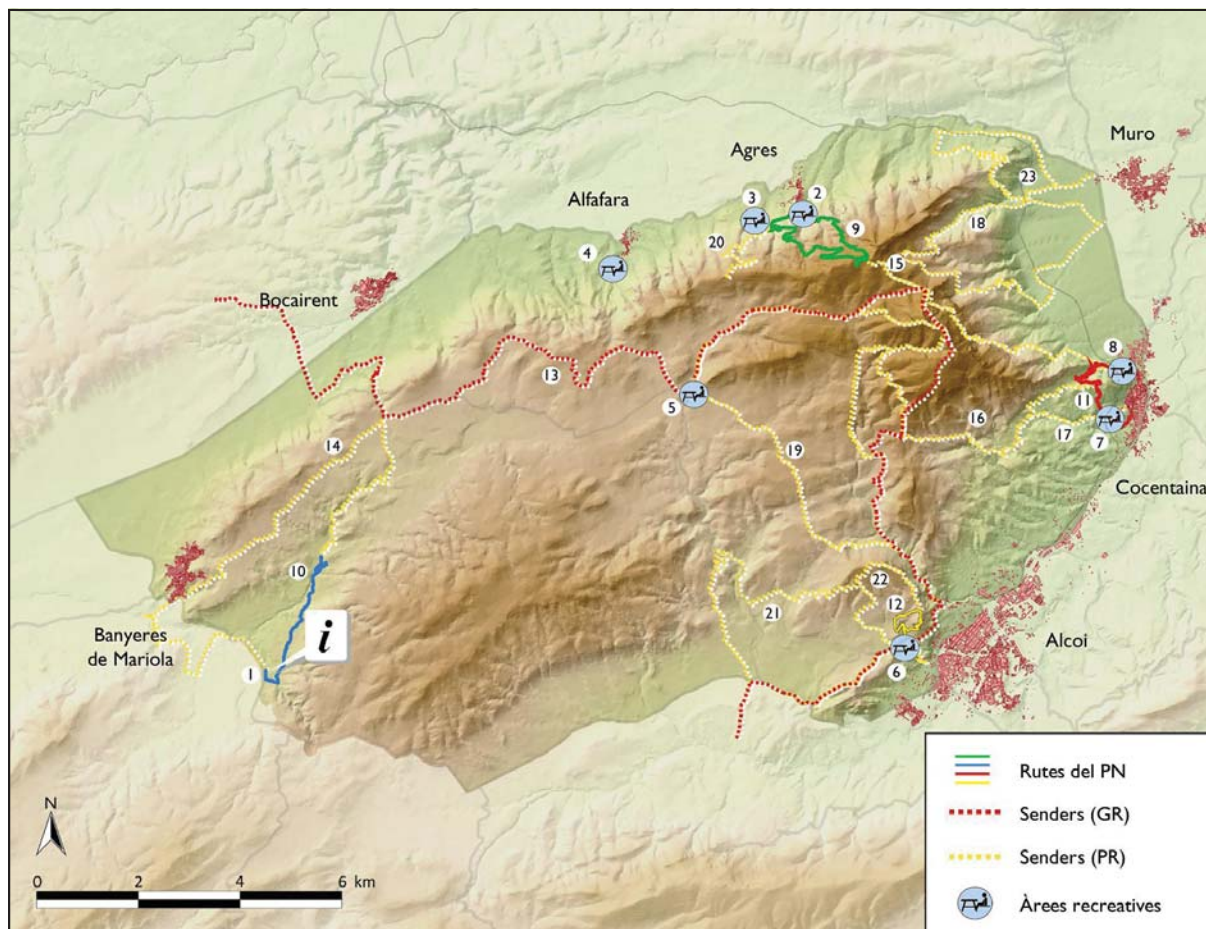 Muro
Agres
23
3
2
Alfafara
9
18
20
4
15
Bocairent
8
13
5
11
16
14
19
17
7
Cocentaina
10
22
12
21
i
Banyeres
de Mariola
Alcoi
1
6
Rutes del PN
N
Senders (GR)
Senders (PR)
0 2 4 6 km
Àrees recreatives